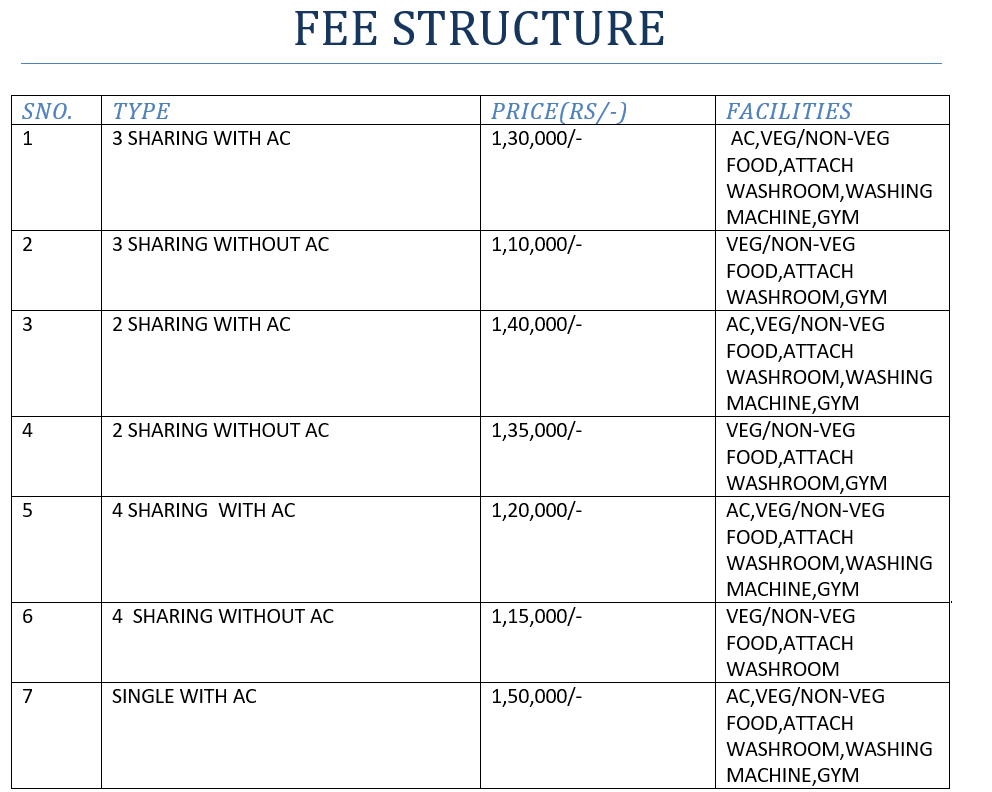 FEE STRUCTURE
SNO. TYPE PRICE(RS/-) FACILITIES
1 3 SHARING WITH AC 1,30,000/- AC,VEG/NON-VEG
FOOD,ATTACH
WASHROOM,WASHING
MACHINE,GYM
2 3 SHARING WITHOUT AC 1,10,000/- VEG/NON-VEG
FOOD,ATTACH
WASHROOM,GYM
3 2 SHARING WITH AC 1,40,000/- AC,VEG/NON-VEG
FOOD,ATTACH
WASHROOM,WASHING
MACHINE,GYM
4 2 SHARING WITHOUT AC 1,35,000/- VEG/NON-VEG
FOOD,ATTACH
WASHROOM,GYM
5 4 SHARING  WITH AC 1,20,000/- AC,VEG/NON-VEG
FOOD,ATTACH
WASHROOM,WASHING
MACHINE,GYM
6 4  SHARING WITHOUT AC 1,15,000/- VEG/NON-VEG
FOOD,ATTACH
WASHROOM
7 SINGLE WITH AC 1,50,000/- AC,VEG/NON-VEG
FOOD,ATTACH
WASHROOM,WASHING
MACHINE,GYM